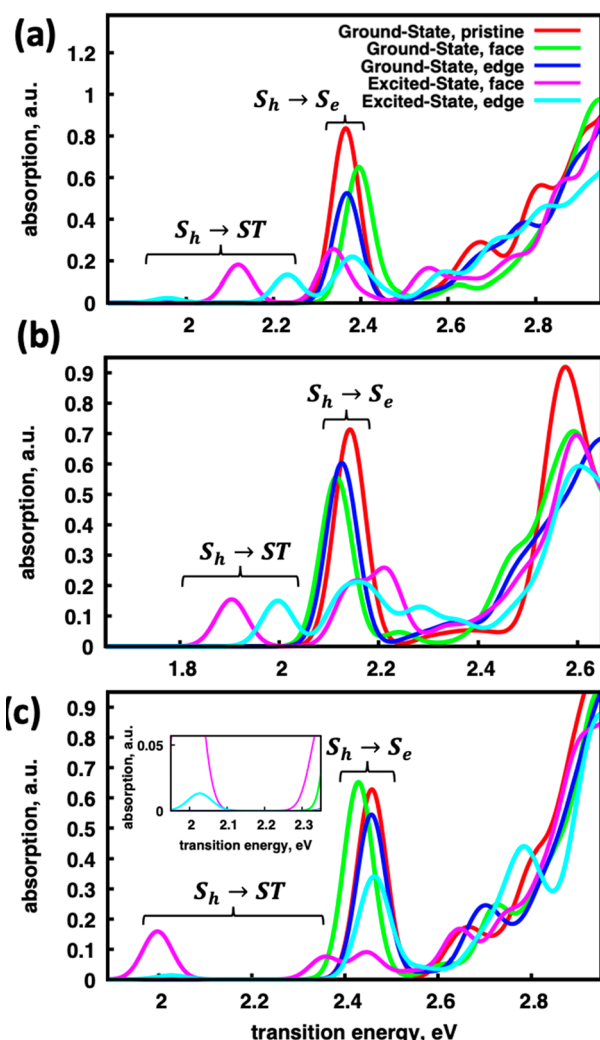 (a)
absorption, a.u.
1.2
1
0.8
0.6
0.4
0.2
0
Ground-State, pristine
Ground-State, face
Ground-State, edge
Excited-State, face
Excited-State, edge
S_h → S_e
S_h → ST
2 2.2 2.4 2.6 2.8
(b)
absorption, a.u.
0.9
0.8
0.7
0.6
0.5
0.4
0.3
0.2
0.1
0
S_h → S_e
S_h → ST
1.8 2 2.2 2.4 2.6
(c)
absorption, a.u.
0.9
0.8
0.7
0.6
0.5
0.4
0.3
0.2
0.1
0
absorption, a.u.
0.05
0
2 2.1 2.2 2.3
transition energy, eV
S_h → S_e
S_h → ST
2 2.2 2.4 2.6 2.8
transition energy, eV